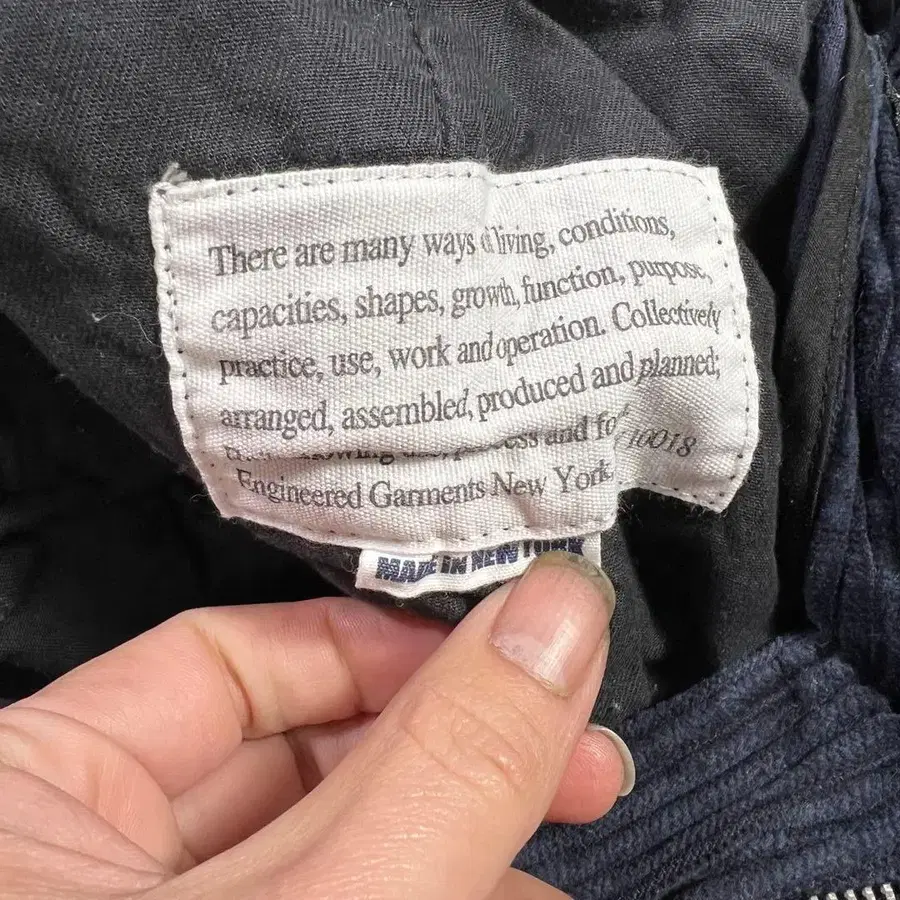 There are many ways of living, conditions,
capacities, shapes, growth, function, purpose,
practice, use, work and operation. Collectively
arranged, assembled, produced and planned;
and
Engineered Garments New York 10018
MADE IN NEW YORK